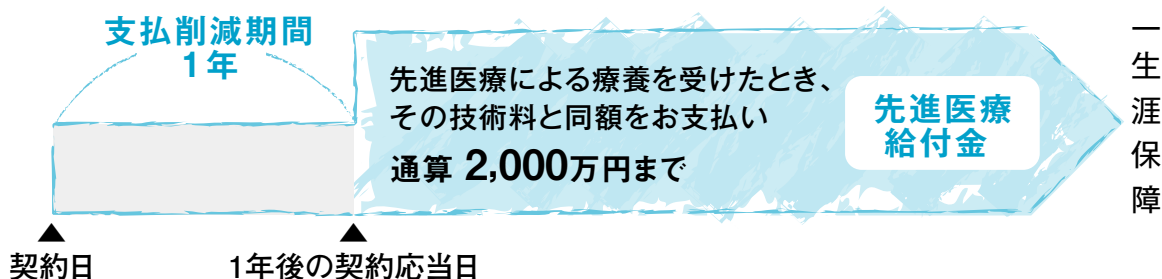 支払削減期間
1年
先進医療による療養を受けたとき、
その技術料と同額をお支払い
通算 2,000万円まで
先進医療
給付金
一生涯保障
▲
契約日
▲
1年後の契約応当日